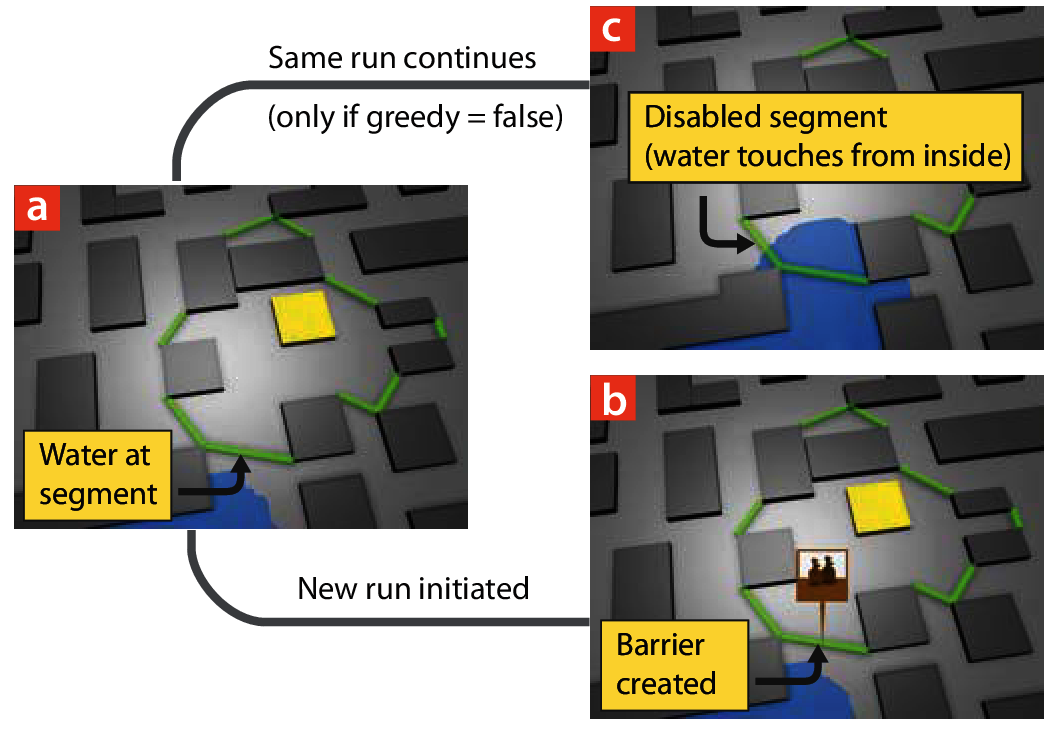 Same run continues
(only if greedy = false)
c
Disabled segment
(water touches from inside)
a
Water at
segment
New run initiated
b
Barrier
created